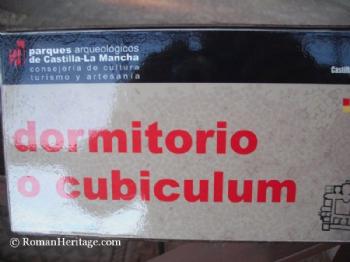 parques arqueológicos
de Castilla-La Mancha
consejería de cultura
turismo y artesanía
dormitorio
o cubiculum
© RomanHeritage.com